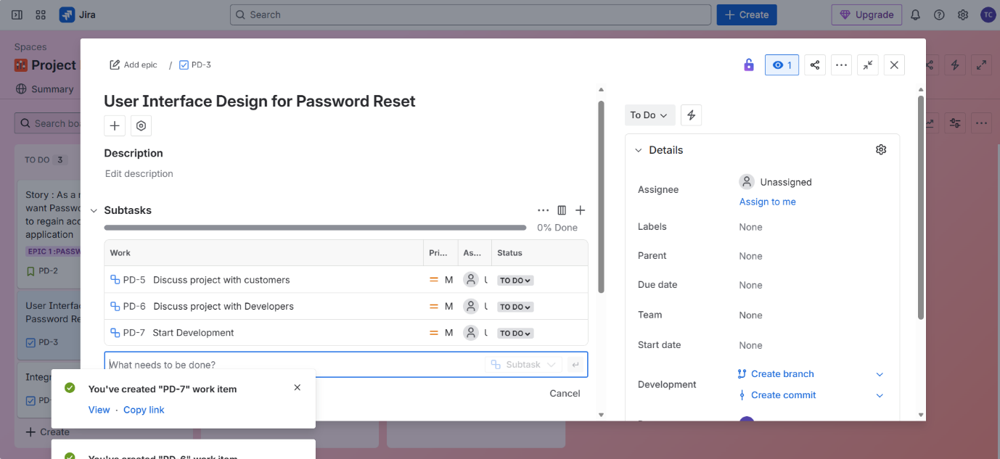 Jira
Search
Create
Upgrade
TC
Spaces
Project
Summary
Search boa
TO DO 3
Story : As a
want Passwo
to regain acc
application
EPIC 1 :PASSW
PD-2
User Interfac
Password Re
PD-3
Integr
PD-
Create
Add epic / PD-3
1
User Interface Design for Password Reset
Description
Edit description
Subtasks
0% Done
Work Pri... As... Status
PD-5 Discuss project with customers M U TO DO
PD-6 Discuss project with Developers M U TO DO
PD-7 Start Development M U TO DO
What needs to be done? Subtask
Cancel
To Do
Details
Assignee Unassigned
Assign to me
Labels None
Parent None
Due date None
Team None
Start date None
Development Create branch
Create commit
You've created "PD-7" work item
View · Copy link
You've created "PD-6" work item